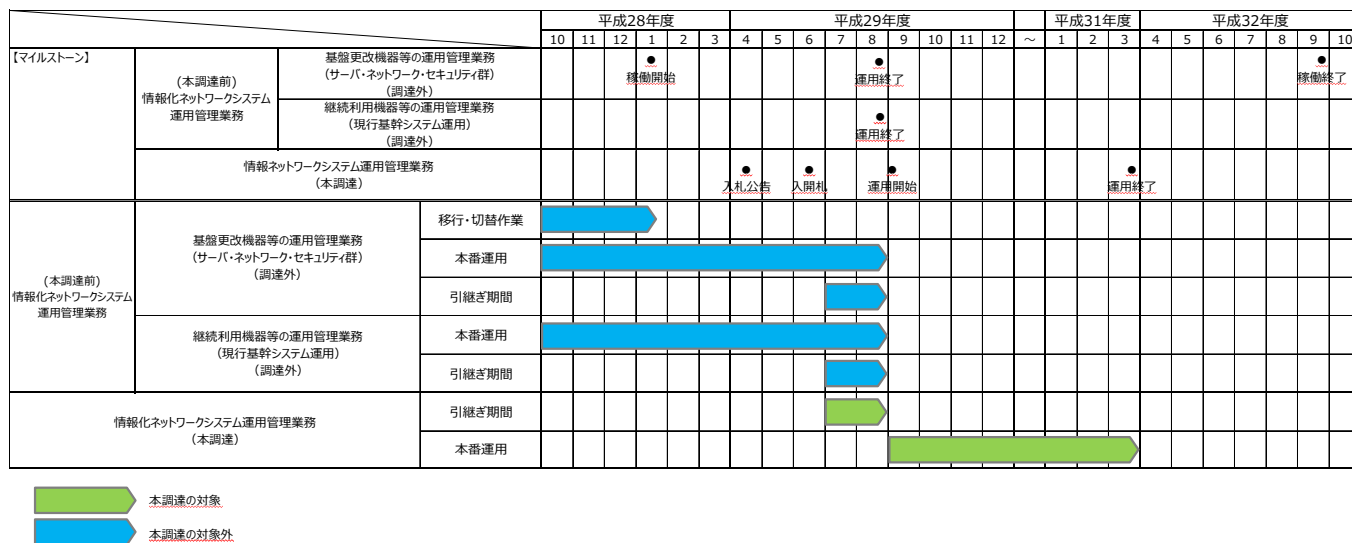 平成28年度 平成29年度 平成31年度 平成32年度
10 11 12 1 2 3 4 5 6 7 8 9 10 11 12 ～ 1 2 3 4 5 6 7 8 9 10
【マイルストーン】
(本調達前)
情報化ネットワークシステム
運用管理業務
基盤更改機器等の運用管理業務
(サーバ・ネットワーク・セキュリティ群)
(調達外)
● ● ●
稼働開始 運用終了 稼働終了
継続利用機器等の運用管理業務
(現行基幹システム運用)
(調達外)
●
運用終了
情報ネットワークシステム運用管理業務
(本調達)
● ● ● ●
入札公告 入開札 運用開始 運用終了
(本調達前)
情報化ネットワークシステム
運用管理業務
基盤更改機器等の運用管理業務
(サーバ・ネットワーク・セキュリティ群)
(調達外)
移行・切替作業
本番運用
引継ぎ期間
継続利用機器等の運用管理業務
(現行基幹システム運用)
(調達外)
本番運用
引継ぎ期間
情報化ネットワークシステム運用管理業務
(本調達)
引継ぎ期間
本番運用
本調達の対象
本調達の対象外